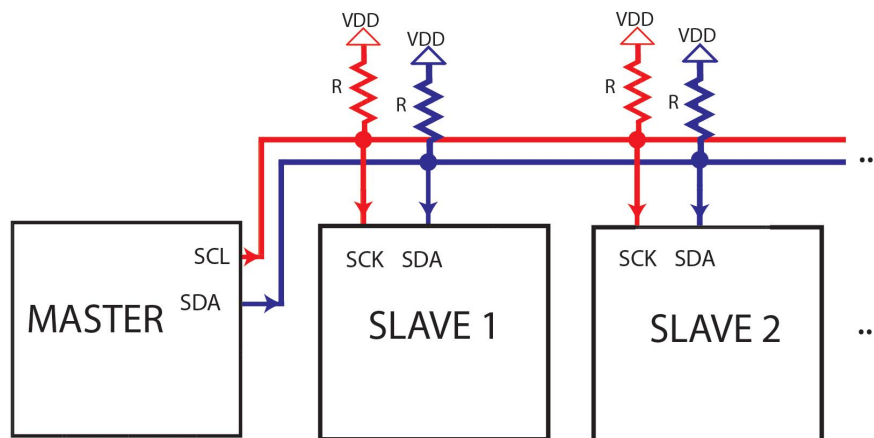 VDD
VDD
VDD
VDD
R
R
R
R
..
SCL
SDA
MASTER
SCK SDA
SLAVE 1
SCK SDA
SLAVE 2
..